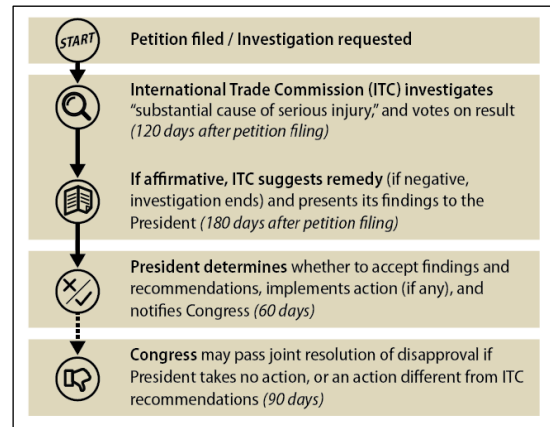 START
Petition filed / Investigation requested
International Trade Commission (ITC) investigates
“substantial cause of serious injury,” and votes on result
(120 days after petition filing)
If affirmative, ITC suggests remedy (if negative,
investigation ends) and presents its findings to the
President (180 days after petition filing)
President determines whether to accept findings and
recommendations, implements action (if any), and
notifies Congress (60 days)
Congress may pass joint resolution of disapproval if
President takes no action, or an action different from ITC
recommendations (90 days)